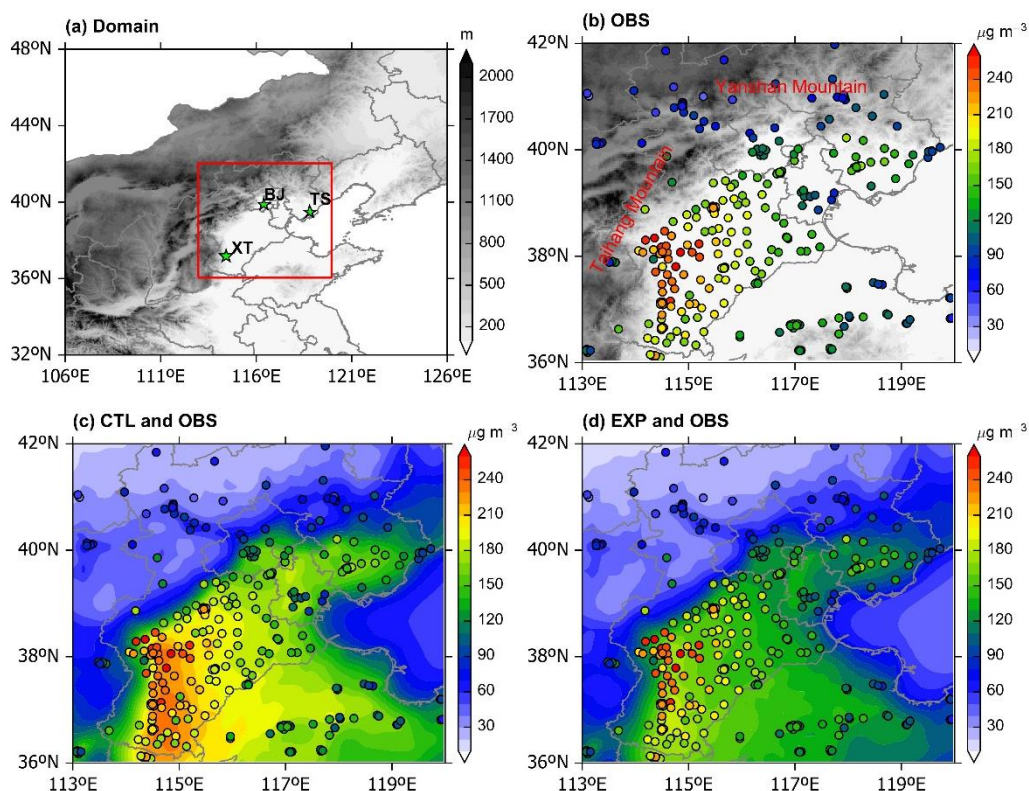 (a) Domain
m
48ºN
44ºN
40ºN
36ºN
32ºN
106ºE 111ºE 116ºE 121ºE 126ºE
2000
1700
1400
1100
800
500
200
BJ
TS
XT
(b) OBS
μg m⁻³
42ºN
40ºN
38ºN
36ºN
113ºE 115ºE 117ºE 119ºE
240
210
180
150
120
90
60
30
Yanshan Mountain
Taihang Mountain
(c) CTL and OBS
μg m⁻³
42ºN
40ºN
38ºN
36ºN
113ºE 115ºE 117ºE 119ºE
240
210
180
150
120
90
60
30
(d) EXP and OBS
μg m⁻³
42ºN
40ºN
38ºN
36ºN
113ºE 115ºE 117ºE 119ºE
240
210
180
150
120
90
60
30